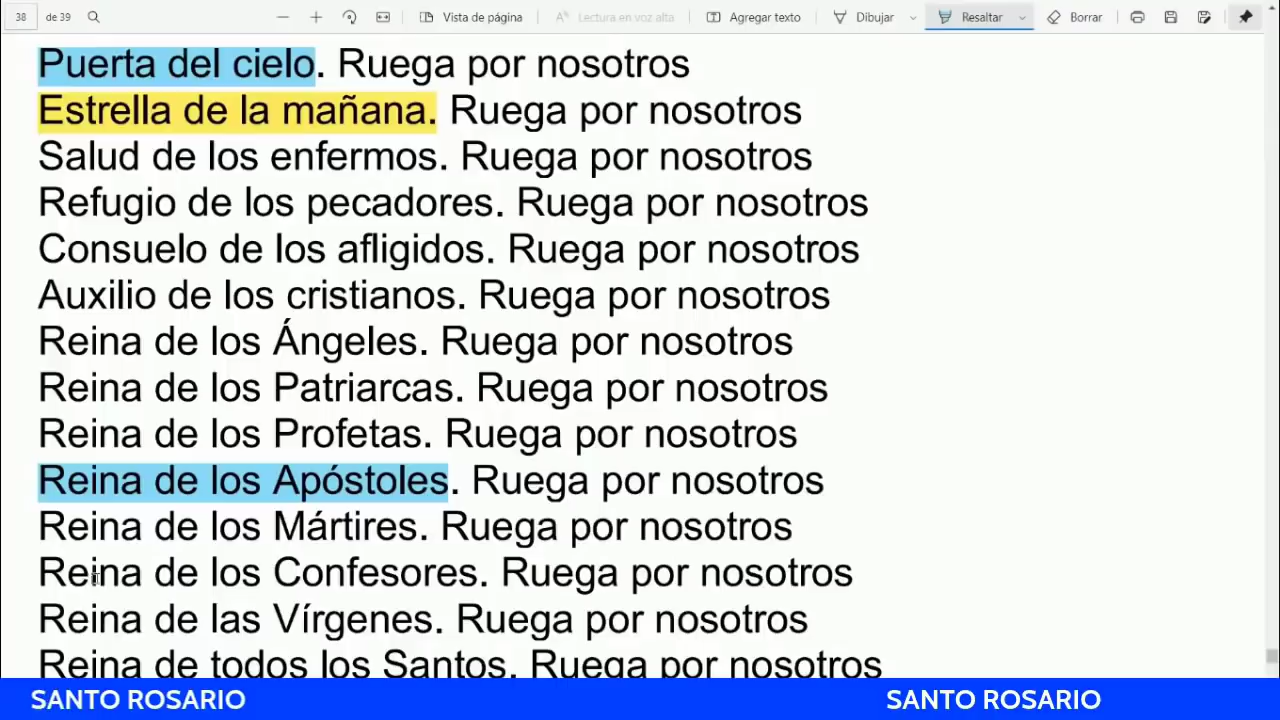 38 de 39 Vista de página Lectura en voz alta Agregar texto Dibujar Resaltar Borrar
Puerta del cielo. Ruega por nosotros
Estrella de la mañana. Ruega por nosotros
Salud de los enfermos. Ruega por nosotros
Refugio de los pecadores. Ruega por nosotros
Consuelo de los afligidos. Ruega por nosotros
Auxilio de los cristianos. Ruega por nosotros
Reina de los Ángeles. Ruega por nosotros
Reina de los Patriarcas. Ruega por nosotros
Reina de los Profetas. Ruega por nosotros
Reina de los Apóstoles. Ruega por nosotros
Reina de los Mártires. Ruega por nosotros
Reina de los Confesores. Ruega por nosotros
Reina de las Vírgenes. Ruega por nosotros
Reina de todos los Santos. Ruega por nosotros
SANTO ROSARIO SANTO ROSARIO